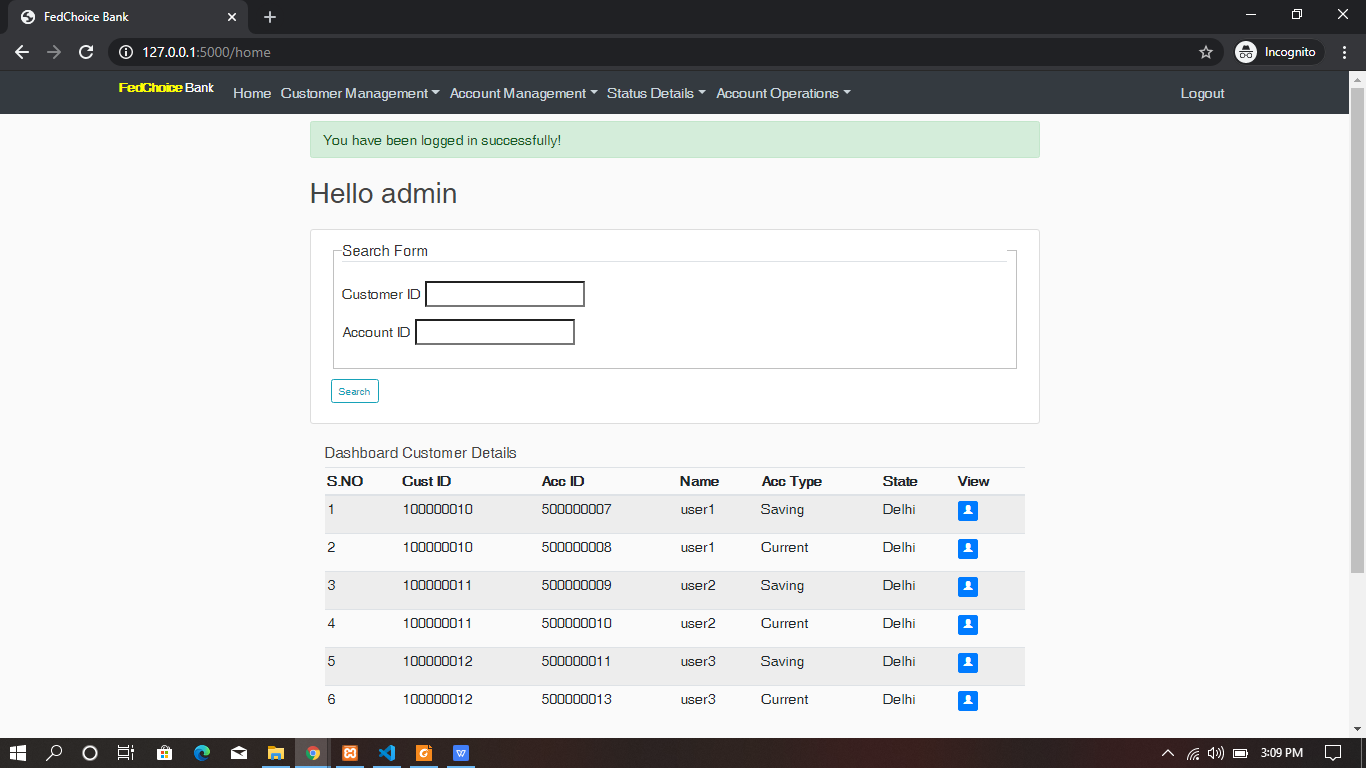 FedChoice Bank
127.0.0.1:5000/home
Incognito
FedChoice Bank Home Customer Management Account Management Status Details Account Operations Logout
You have been logged in successfully!
Hello admin
Search Form
Customer ID
Account ID
Search
Dashboard Customer Details
S.NO Cust ID Acc ID Name Acc Type State View
1 100000010 500000007 user1 Saving Delhi
2 100000010 500000008 user1 Current Delhi
3 100000011 500000009 user2 Saving Delhi
4 100000011 500000010 user2 Current Delhi
5 100000012 500000011 user3 Saving Delhi
6 100000012 500000013 user3 Current Delhi
3:09 PM